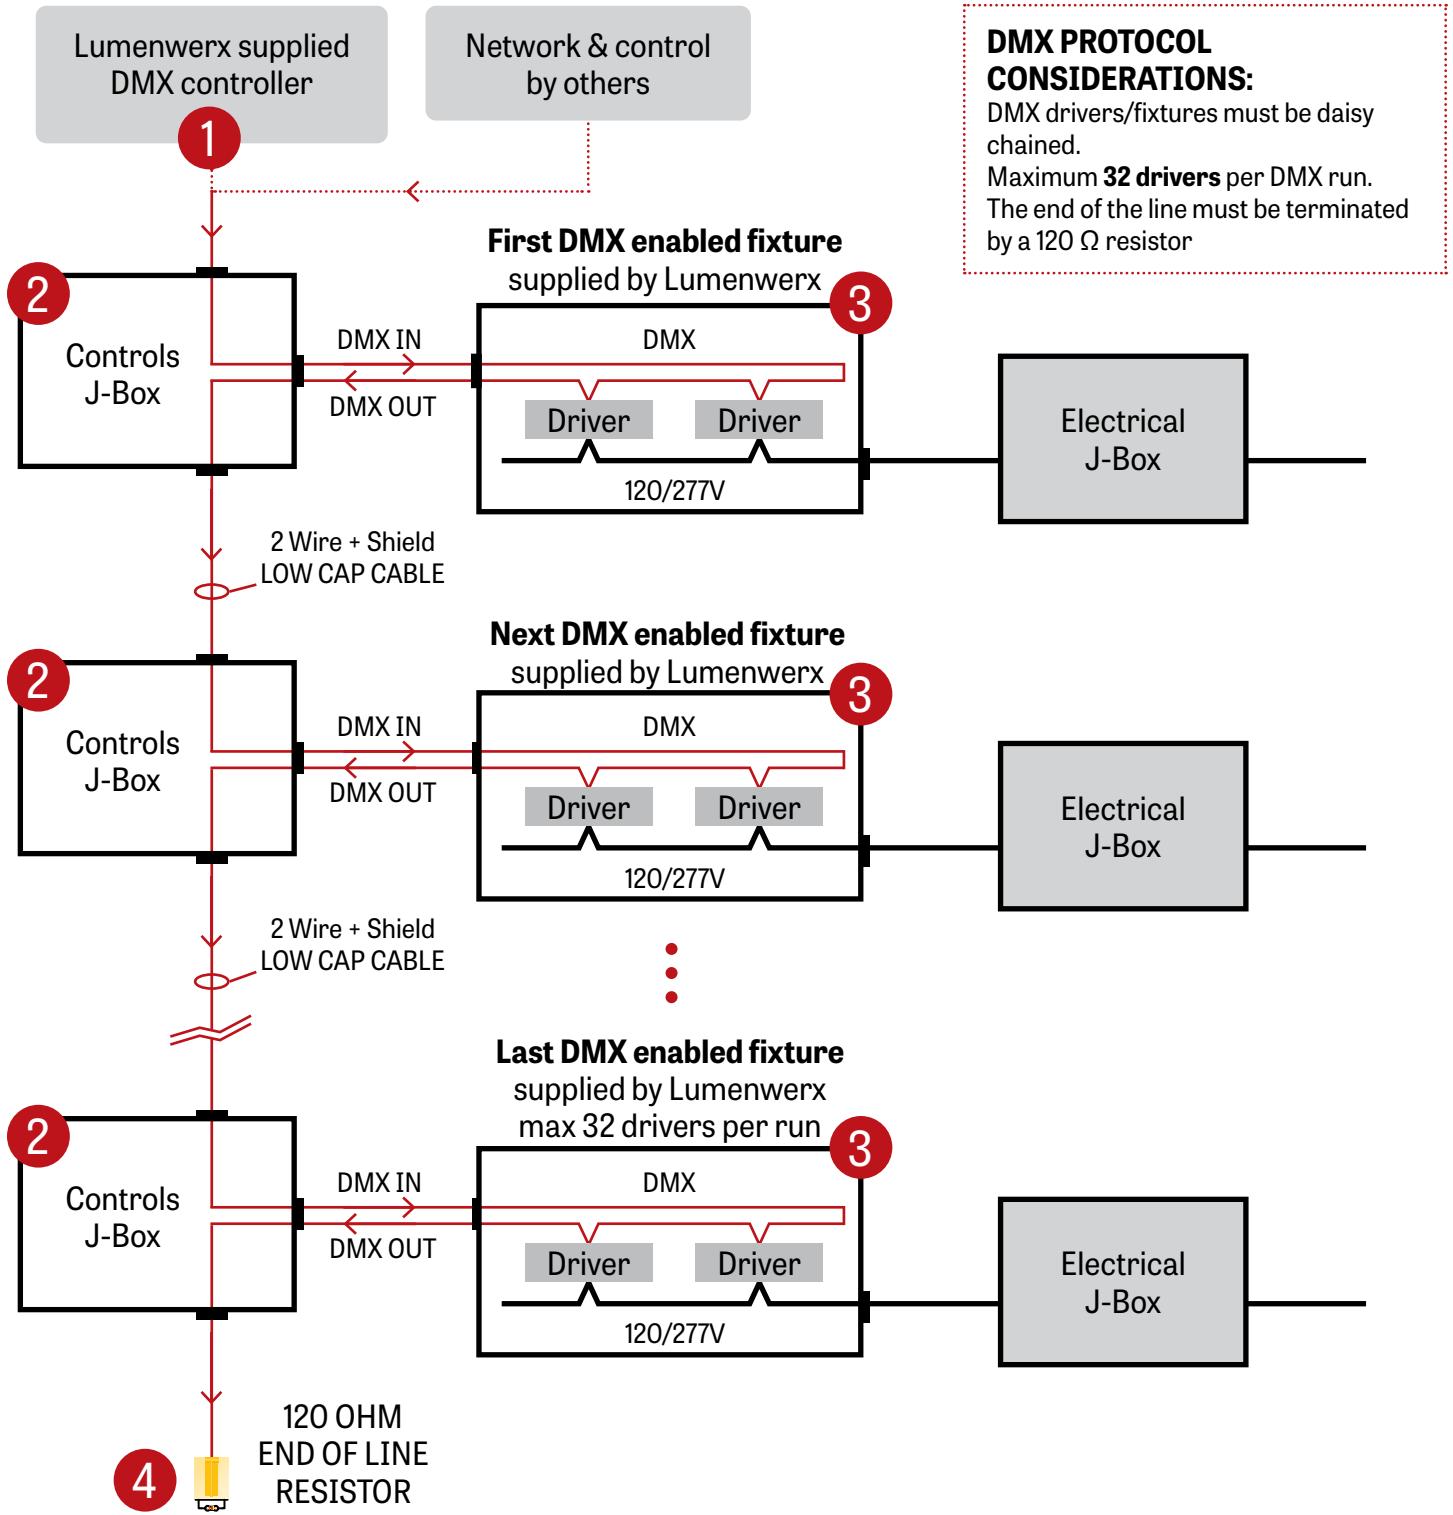 Lumenwerx supplied
DMX controller
1
Network & control
by others
DMX PROTOCOL
CONSIDERATIONS:
DMX drivers/fixtures must be daisy
chained.
Maximum 32 drivers per DMX run.
The end of the line must be terminated
by a 120 Ω resistor
First DMX enabled fixture
supplied by Lumenwerx
2
Controls
J-Box
DMX IN
DMX OUT
3
DMX
Driver
Driver
120/277V
Electrical
J-Box
2 Wire + Shield
LOW CAP CABLE
Next DMX enabled fixture
supplied by Lumenwerx
2
Controls
J-Box
DMX IN
DMX OUT
3
DMX
Driver
Driver
120/277V
Electrical
J-Box
2 Wire + Shield
LOW CAP CABLE
Last DMX enabled fixture
supplied by Lumenwerx
max 32 drivers per run
2
Controls
J-Box
DMX IN
DMX OUT
3
DMX
Driver
Driver
120/277V
Electrical
J-Box
4
120 OHM
END OF LINE
RESISTOR